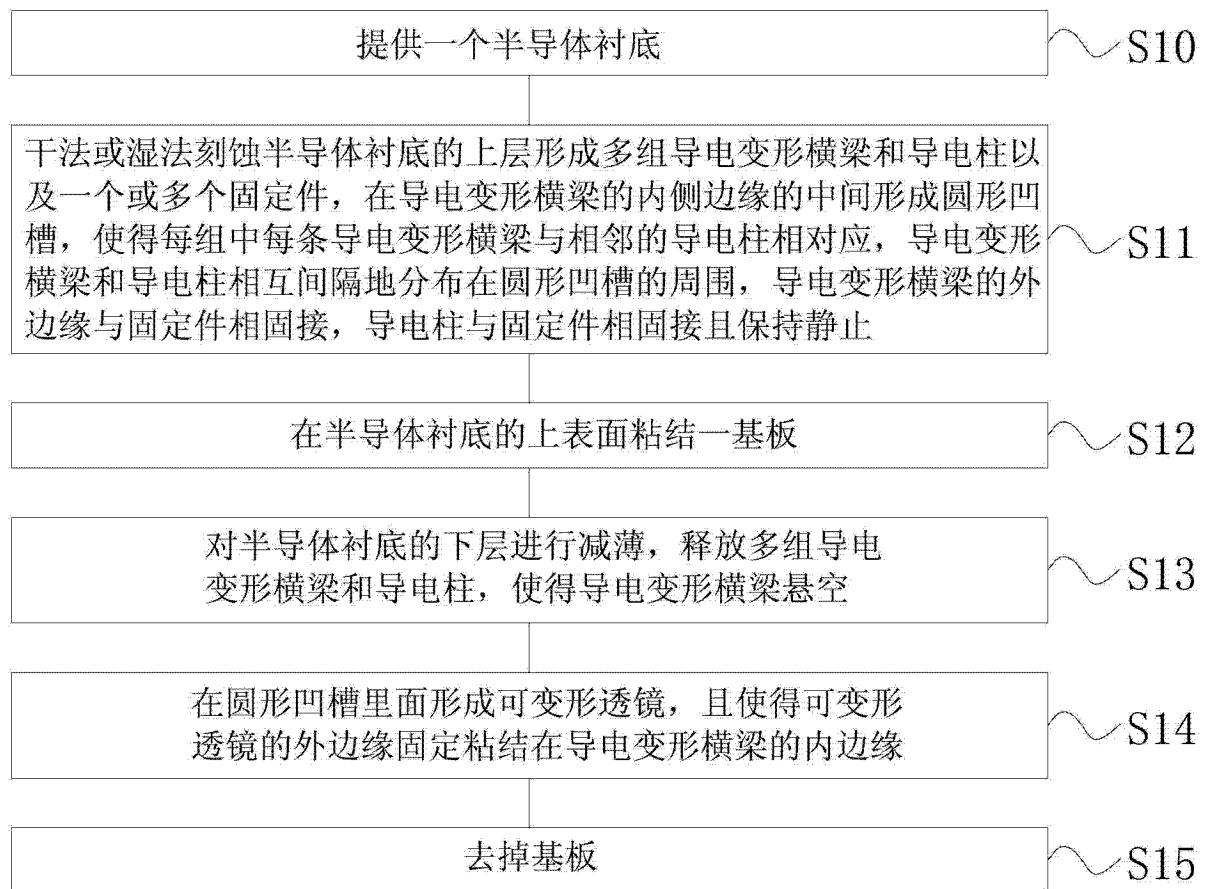 提供一个半导体衬底
S10
干法或湿法刻蚀半导体衬底的上层形成多组导电变形横梁和导电柱以
及一个或多个固定件，在导电变形横梁的内侧边缘的中间形成圆形凹
槽，使得每组中每条导电变形横梁与相邻的导电柱相对应，导电变形
横梁和导电柱相互间隔地分布在圆形凹槽的周围，导电变形横梁的外
边缘与固定件相固接，导电柱与固定件相固接且保持静止
S11
在半导体衬底的上表面粘结一基板
S12
对半导体衬底的下层进行减薄，释放多组导电
变形横梁和导电柱，使得导电变形横梁悬空
S13
在圆形凹槽里面形成可变形透镜，且使得可变形
透镜的外边缘固定粘结在导电变形横梁的内边缘
S14
去掉基板
S15